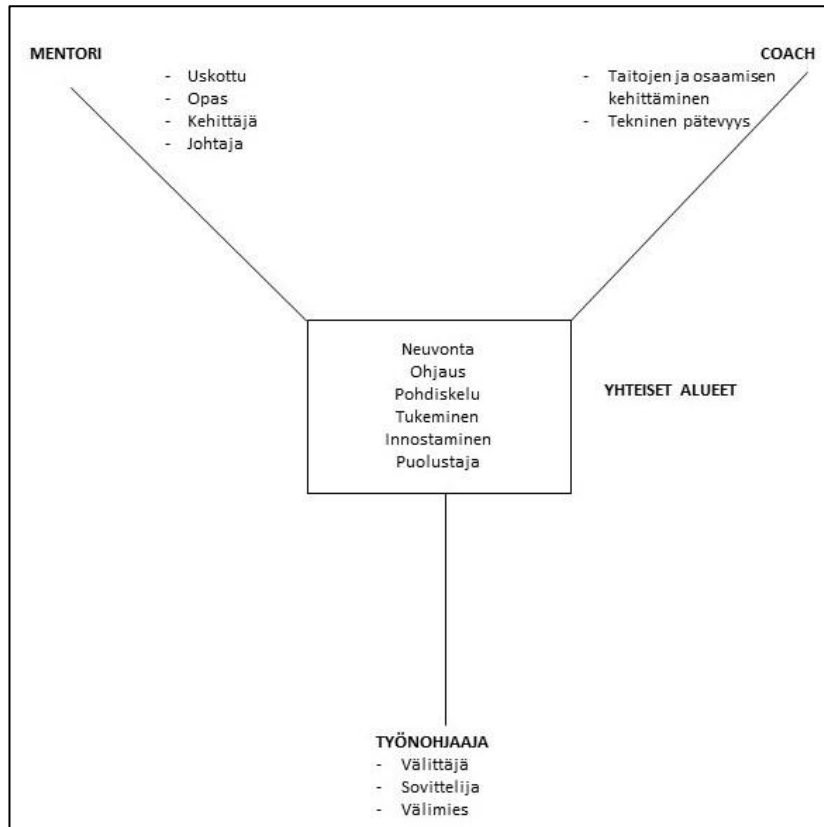 MENTORI
- Uskottu
- Opas
- Kehittäjä
- Johtaja
COACH
- Taitojen ja osaamisen
kehittäminen
- Tekninen pätevyys
Neuvonta
Ohjaus
Pohdiskelu
Tukeminen
Innostaminen
Puolustaja
YHTEISET ALUEET
TYÖNOHJAAJA
- Välittäjä
- Sovittelija
- Välimies